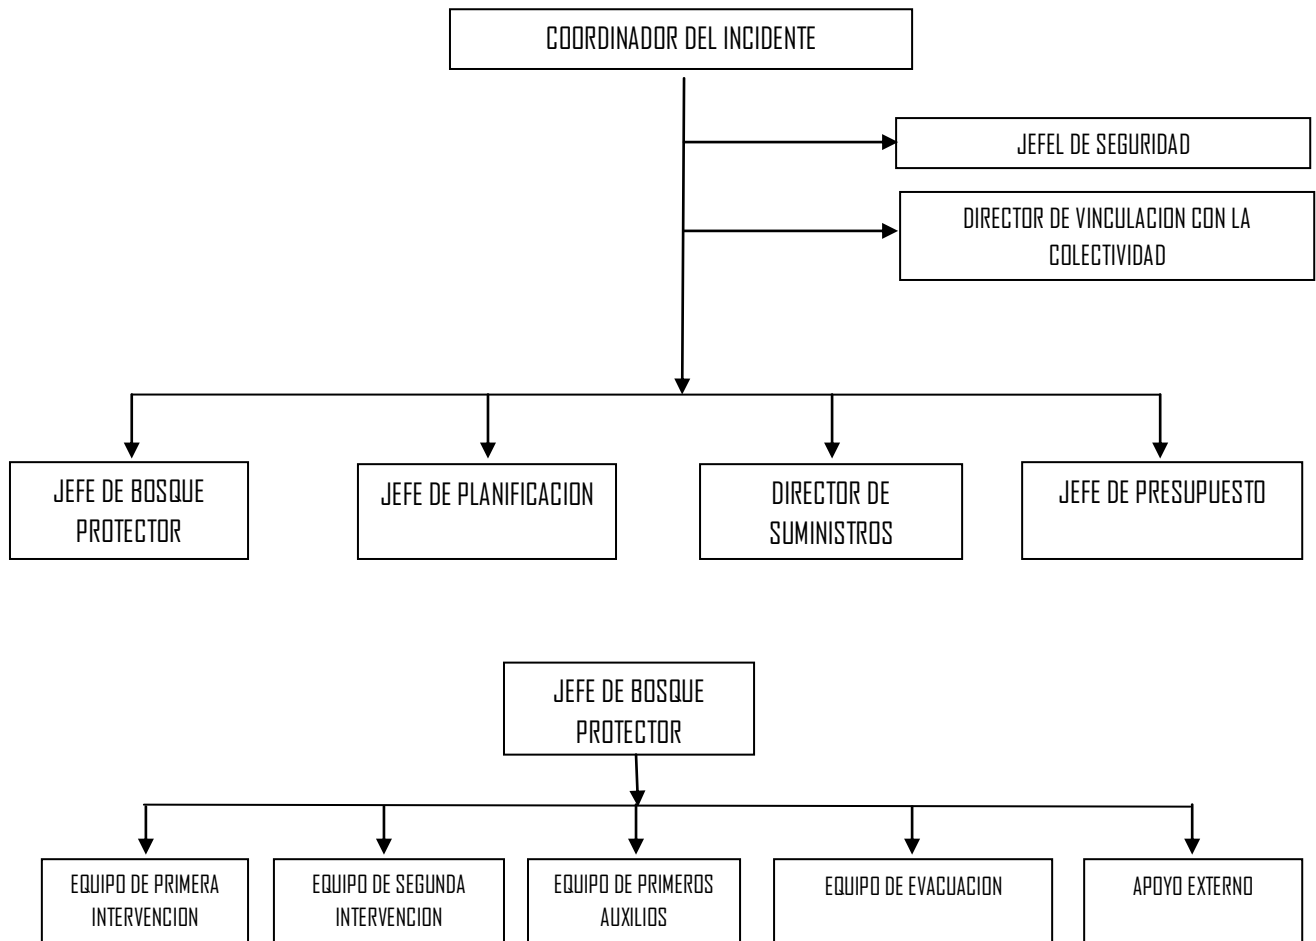 COORDINADOR DEL INCIDENTE
JEFEL DE SEGURIDAD
DIRECTOR DE VINCULACION CON LA
COLECTIVIDAD
JEFE DE BOSQUE
PROTECTOR
JEFE DE PLANIFICACION
DIRECTOR DE
SUMINISTROS
JEFE DE PRESUPUESTO
JEFE DE BOSQUE
PROTECTOR
EQUIPO DE PRIMERA
INTERVENCION
EQUIPO DE SEGUNDA
INTERVENCION
EQUIPO DE PRIMEROS
AUXILIOS
EQUIPO DE EVACUACION
APOYO EXTERNO